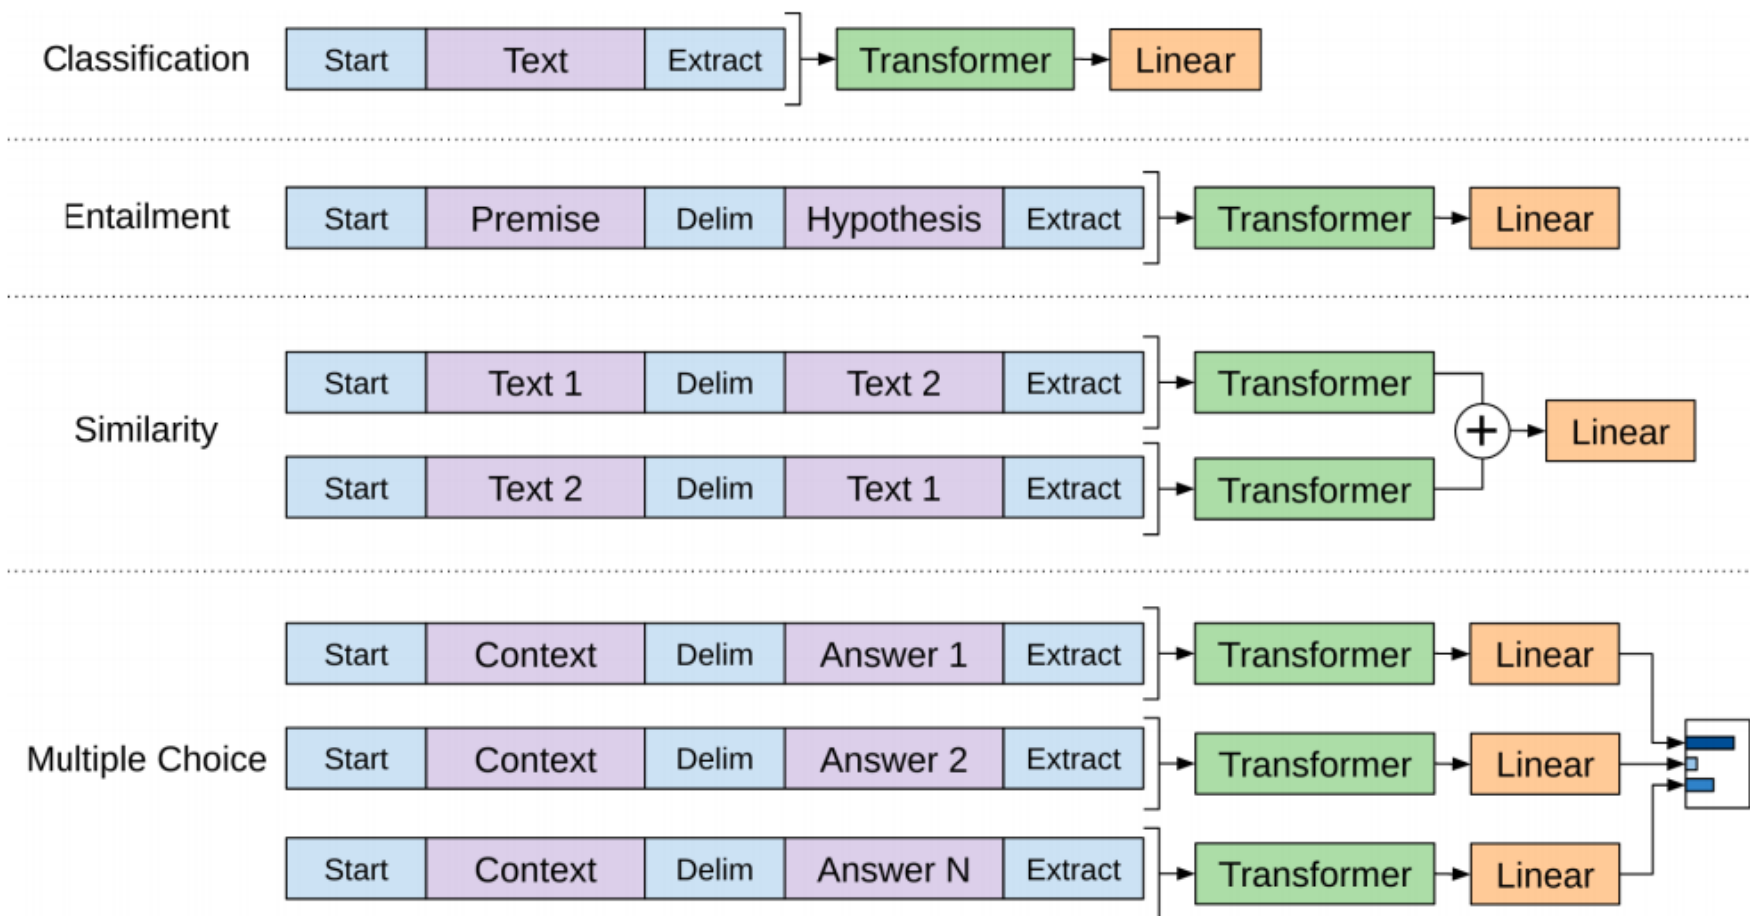 Classification Start Text Extract Transformer Linear
Entailment Start Premise Delim Hypothesis Extract Transformer Linear
Start Text 1 Delim Text 2 Extract Transformer
Similarity + Linear
Start Text 2 Delim Text 1 Extract Transformer
Start Context Delim Answer 1 Extract Transformer Linear
Multiple Choice Start Context Delim Answer 2 Extract Transformer Linear
Start Context Delim Answer N Extract Transformer Linear